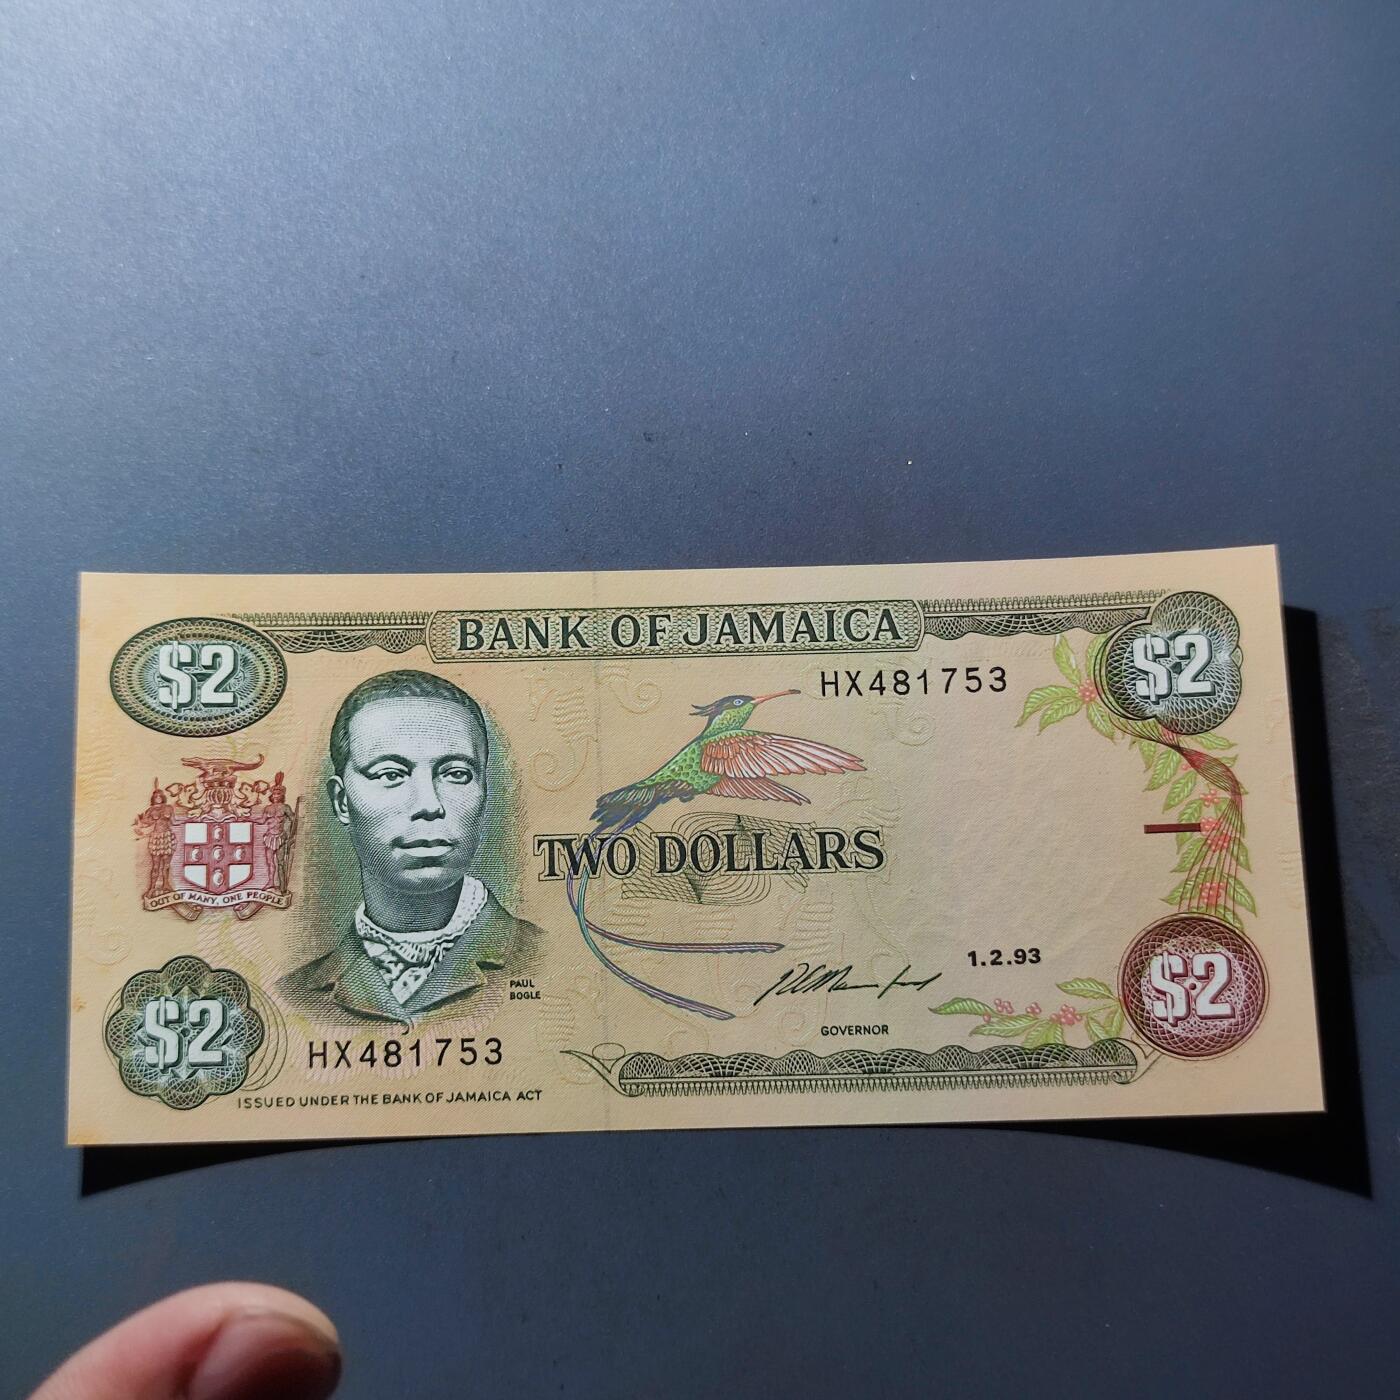 BANK OF JAMAICA
$2
$2
HX481753
TWO DOLLARS
OUT OF MANY, ONE PEOPLE
PAUL
BOGLE
1.2.93
GOVERNOR
$2
$2
HX481753
ISSUED UNDER THE BANK OF JAMAICA ACT